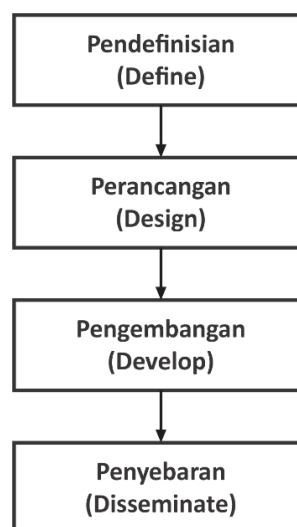 Pendefinisian
(Define)
Perancangan
(Design)
Pengembangan
(Develop)
Penyebaran
(Disseminate)